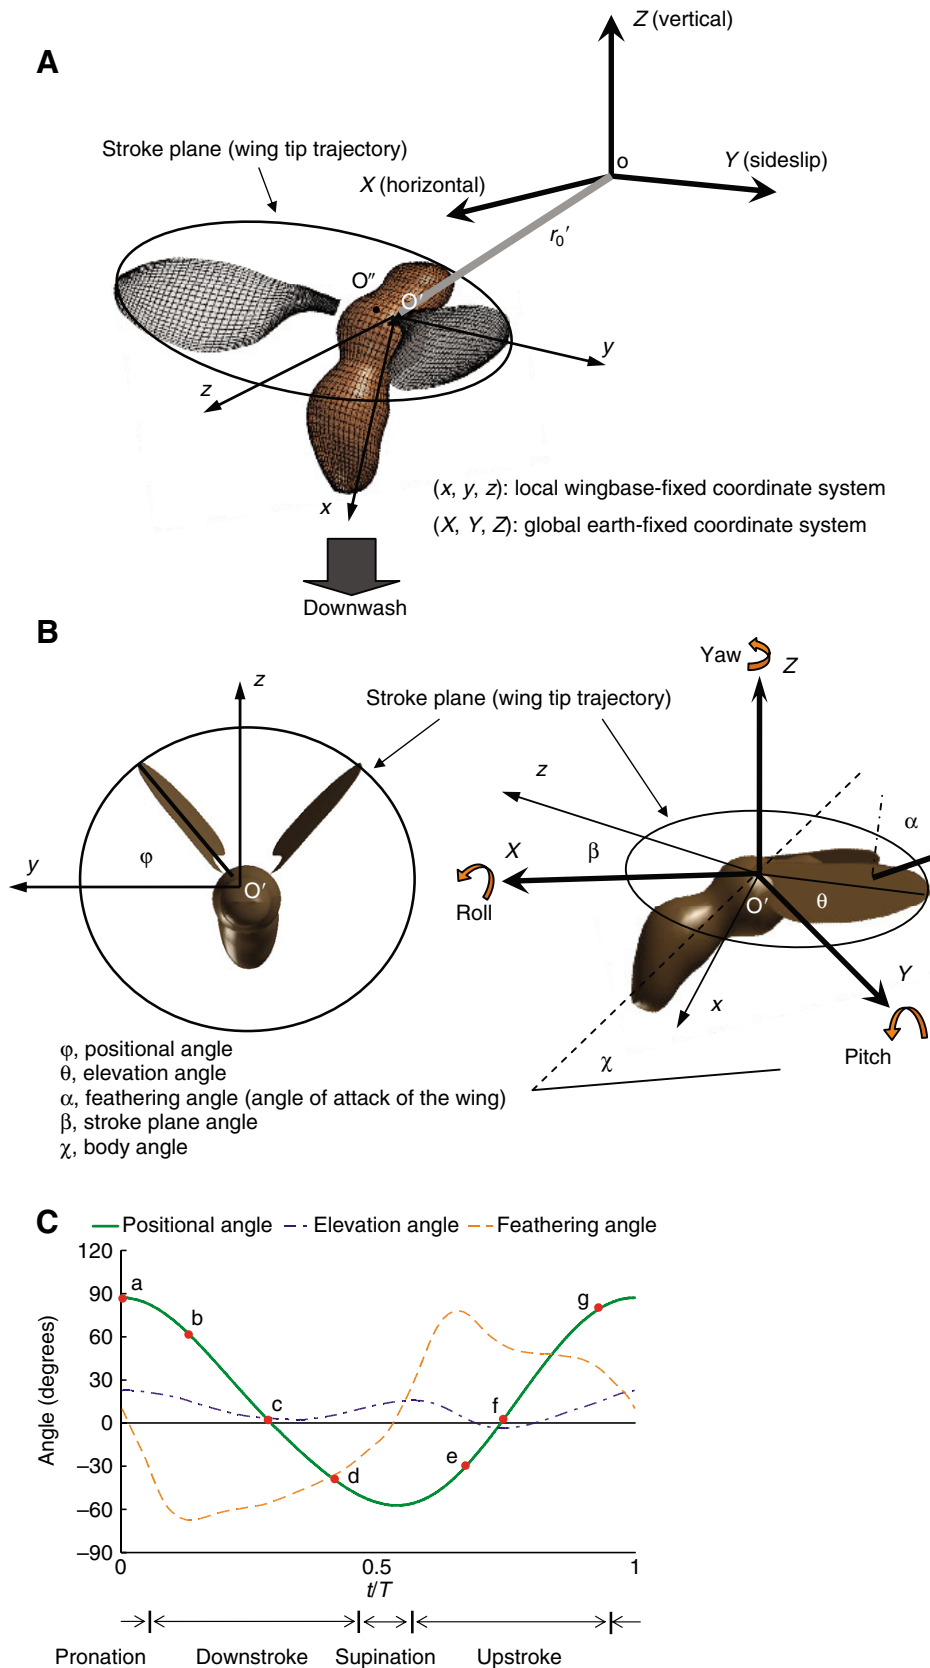 A
Z (vertical)
Stroke plane (wing tip trajectory)
o
Y (sideslip)
X (horizontal)
r0′
O″
O′
y
z
x
(x, y, z): local wingbase-fixed coordinate system
(X, Y, Z): global earth-fixed coordinate system
Downwash
B
Yaw
Z
z
Stroke plane (wing tip trajectory)
z
α
φ
X
β
y
O′
Roll
O′
θ
x
Y
χ
Pitch
φ, positional angle
θ, elevation angle
α, feathering angle (angle of attack of the wing)
β, stroke plane angle
χ, body angle
C
Positional angle
Elevation angle
Feathering angle
Angle (degrees)
120
90
60
30
0
–30
–60
–90
a
b
c
d
e
f
g
0
0.5
1
t/T
Pronation
Downstroke
Supination
Upstroke